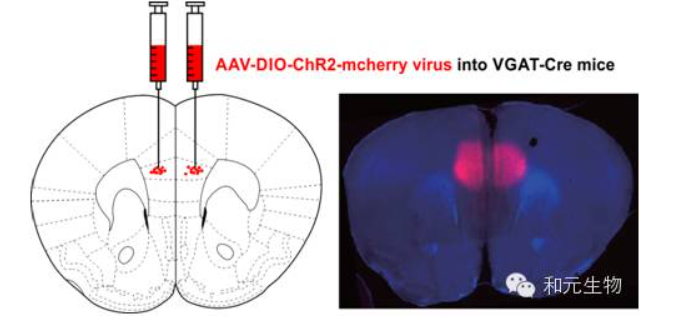 AAV-DIO-ChR2-mcherry virus into VGAT-Cre mice
和元生物